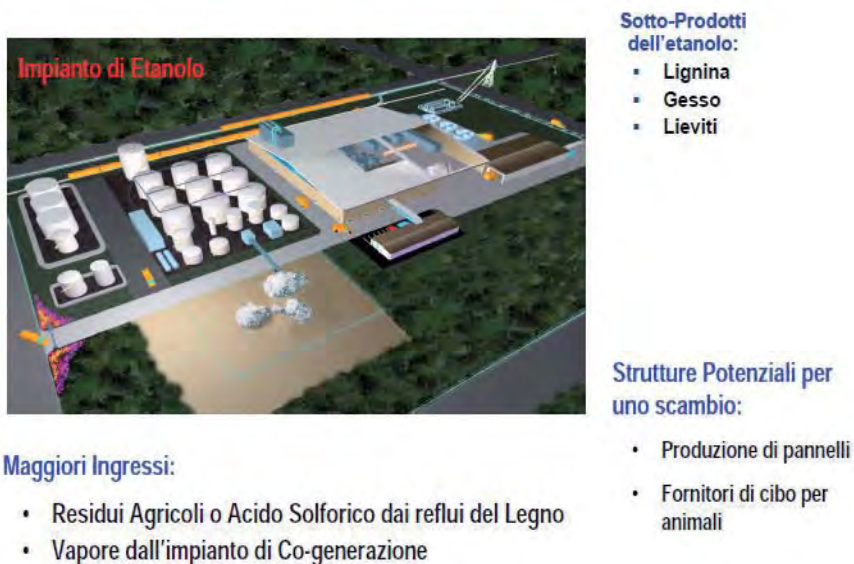 Impianto di Etanolo
Sotto-Prodotti
dell'etanolo:
▪ Lignina
▪ Gesso
▪ Lieviti
Strutture Potenziali per
uno scambio:
• Produzione di pannelli
• Fornitori di cibo per
animali
Maggiori Ingressi:
• Residui Agricoli o Acido Solforico dai reflui del Legno
• Vapore dall'impianto di Co-generazione